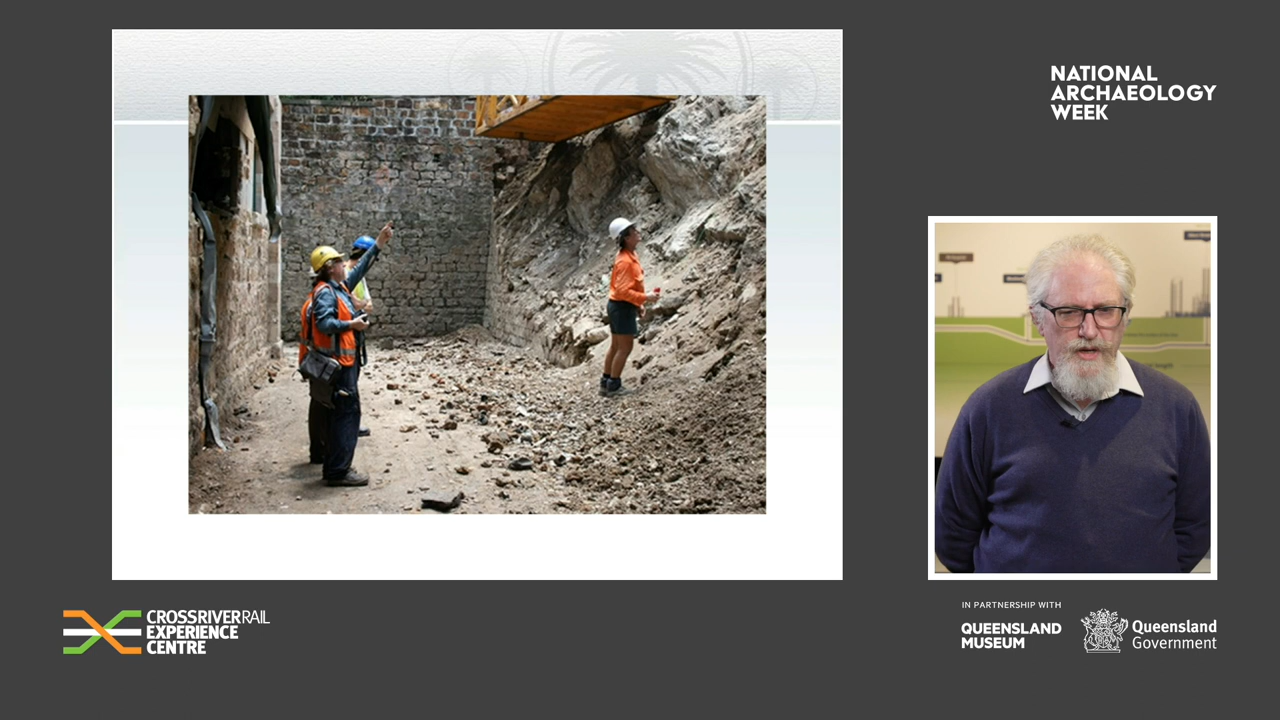 NATIONAL
ARCHAEOLOGY
WEEK
CROSSRIVERRAIL
EXPERIENCE
CENTRE
IN PARTNERSHIP WITH
QUEENSLAND
MUSEUM
Queensland
Government